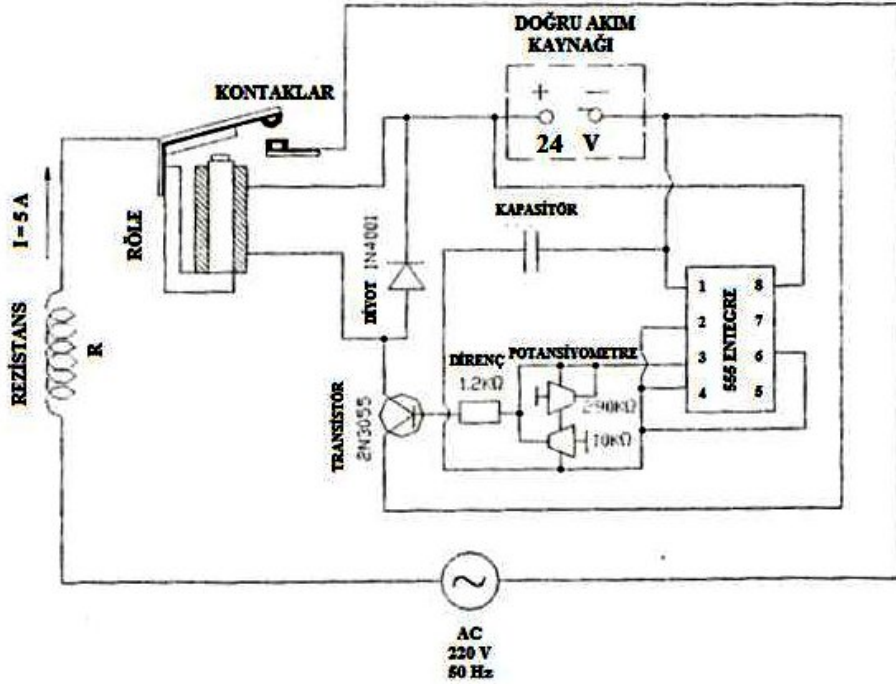 DOĞRU AKIM
KAYNAĞI
+ −
24 V
KONTAKLAR
I = 5 A
RÖLE
KAPASİTÖR
DİYOT 1N4001
1 8
2 7
3 6
4 5
555 ENTEGRE
REZİSTANS
R
DİRENÇ
1.2KΩ
POTANSİYOMETRE
290KΩ
10KΩ
TRANSİSTÖR
2N3055
AC
220 V
50 Hz